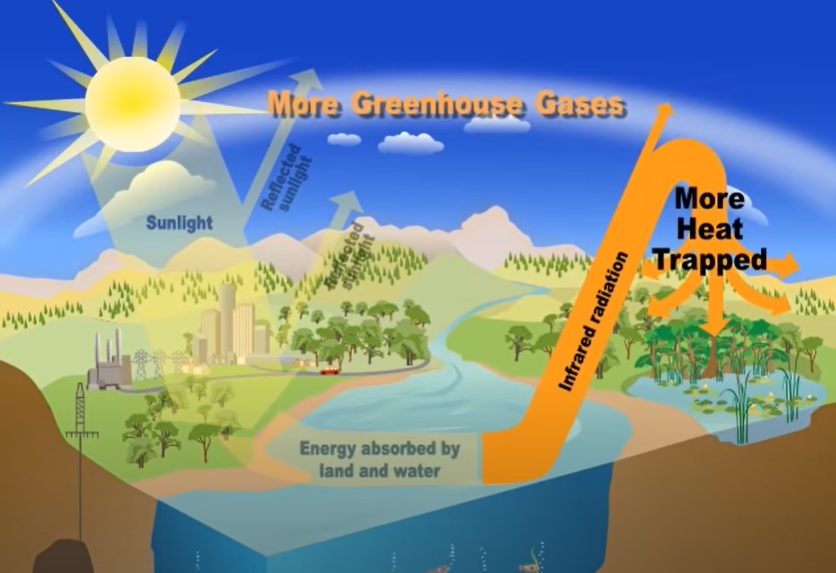 More Greenhouse Gases
Reflected
sunlight
Sunlight
Reflected
sunlight
More
Heat
Trapped
Infrared radiation
Energy absorbed by
land and water